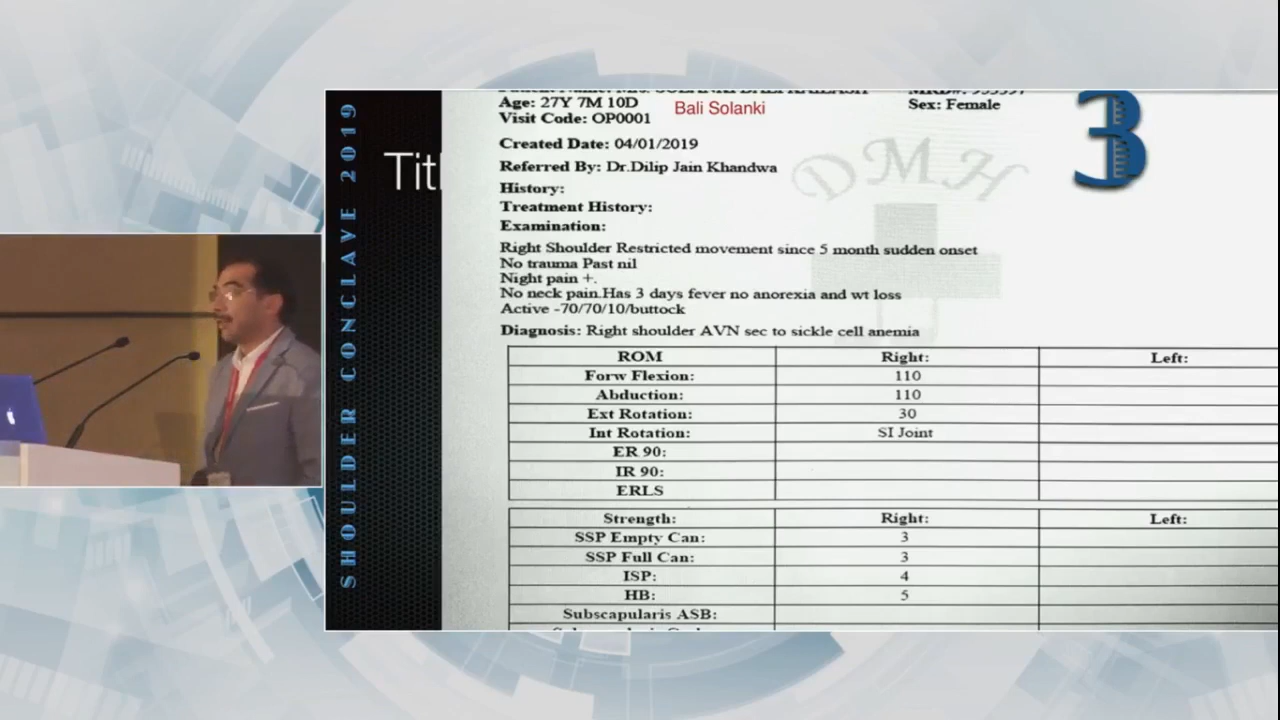 SHOULDER CONCLAVE 2019
Titl
Age: 27Y 7M 10D
Bali Solanki
Sex: Female
Visit Code: OP0001
3
Created Date: 04/01/2019
DMH
Referred By: Dr.Dilip Jain Khandwa
History:
Treatment History:
Examination:
Right Shoulder Restricted movement since 5 month sudden onset
No trauma Past nil
Night pain +.
No neck pain.Has 3 days fever no anorexia and wt loss
Active -70/70/10/buttock
Diagnosis: Right shoulder AVN sec to sickle cell anemia
ROM Right: Left:
Forw Flexion: 110
Abduction: 110
Ext Rotation: 30
Int Rotation: SI Joint
ER 90:
IR 90:
ERLS
Strength: Right: Left:
SSP Empty Can: 3
SSP Full Can: 3
ISP: 4
HB: 5
Subscapularis ASB: